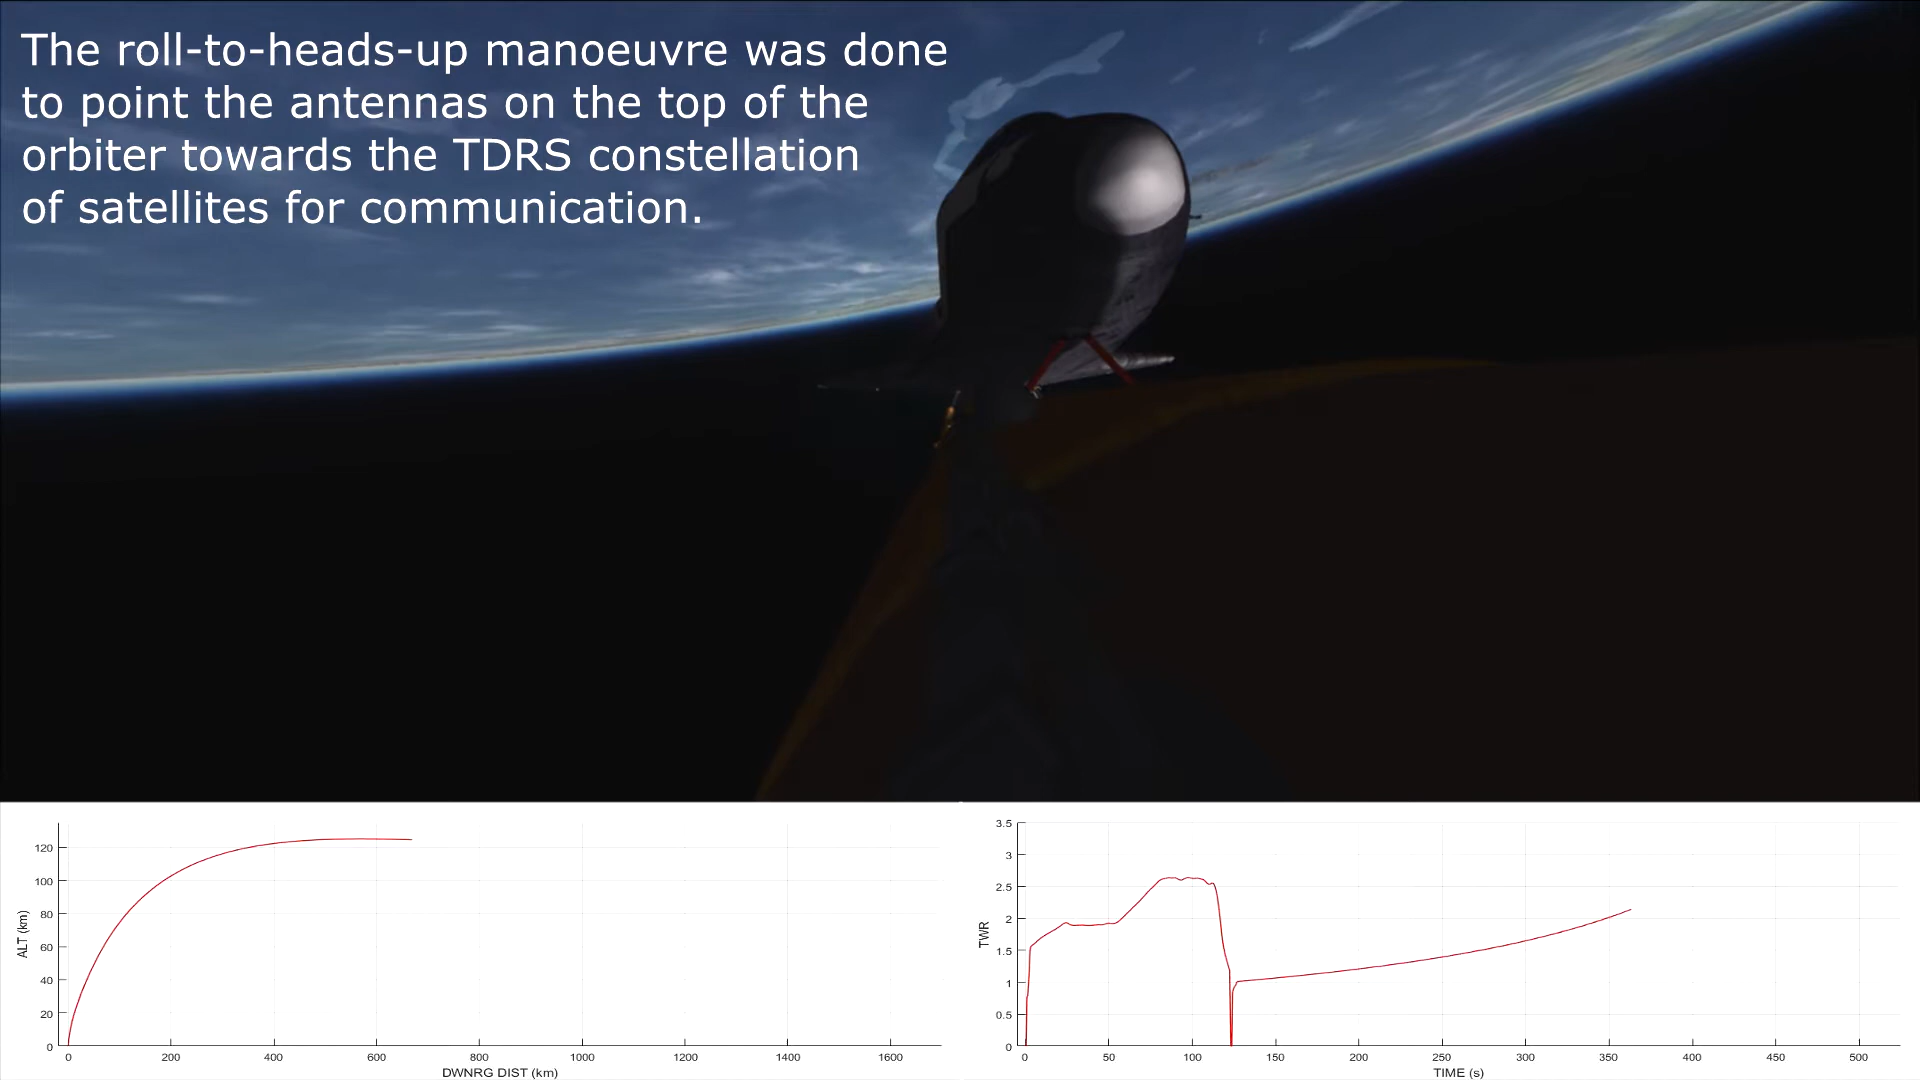 The roll-to-heads-up manoeuvre was done
to point the antennas on the top of the
orbiter towards the TDRS constellation
of satellites for communication.
ALT (km)
120
100
80
60
40
20
0
0 200 400 600 800 1000 1200 1400 1600
DWNRG DIST (km)
TWR
3.5
3
2.5
2
1.5
1
0.5
0
0 50 100 150 200 250 300 350 400 450 500
TIME (s)